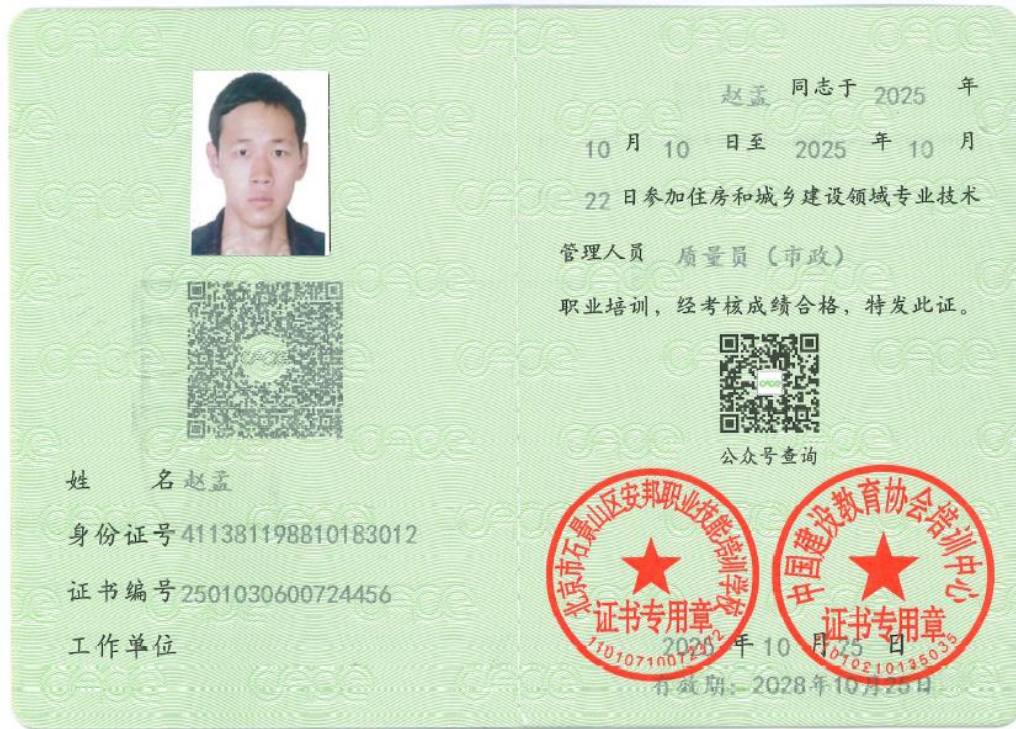 姓 名 赵孟
身份证号 411381198810183012
证书编号 2501030600724456
工作单位
赵孟 同志于 2025 年
10 月 10 日至 2025 年 10 月
22 日参加住房和城乡建设领域专业技术
管理人员 质量员（市政）
职业培训，经考核成绩合格，特发此证。
公众号查询
北京市石景山区安邦职业技能培训学校
证书专用章
中国建设教育协会培训中心
证书专用章
年 10 月 25 日
有效期：2028年10月25日
cece